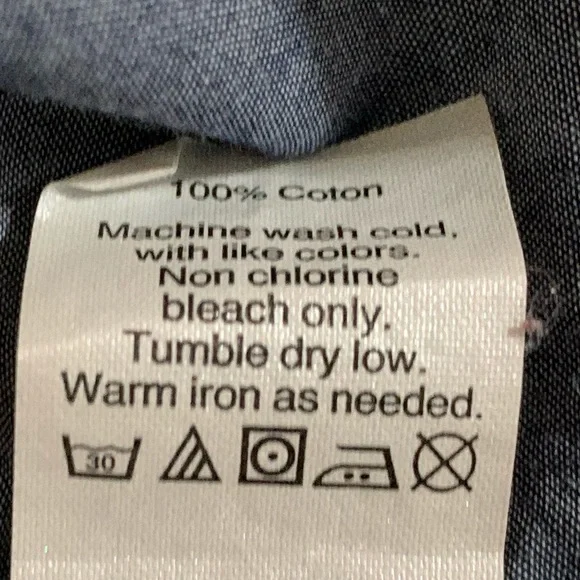 100% Coton
Machine wash cold,
with like colors.
Non chlorine
bleach only.
Tumble dry low.
Warm iron as needed.
30